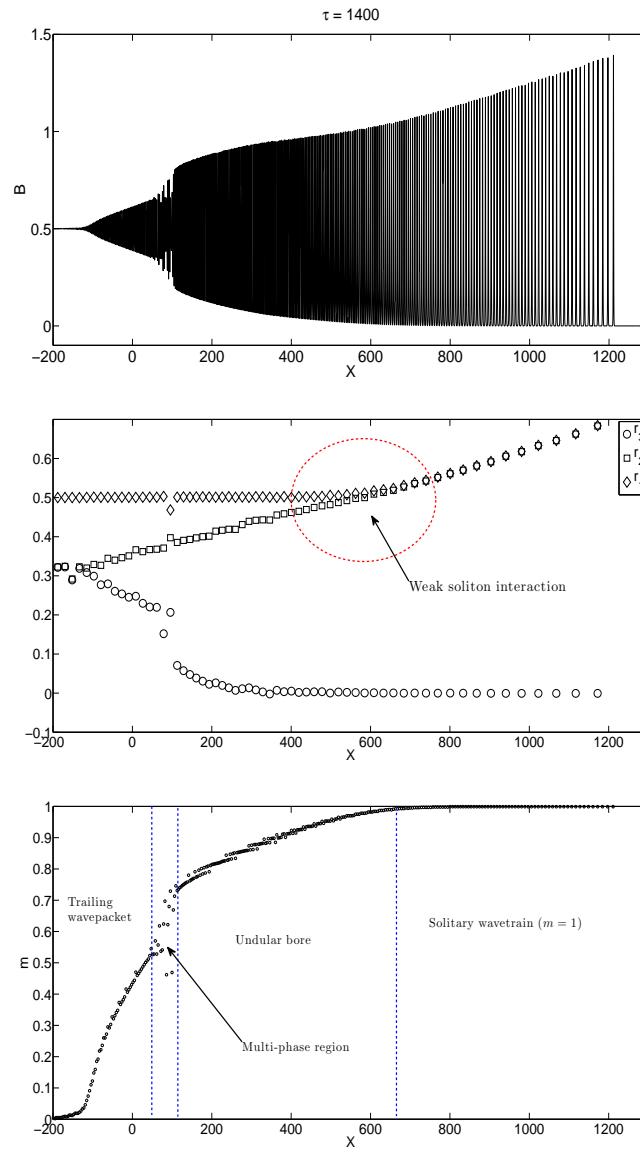 τ = 1400
1.5
1
0.5
0
B
-200 0 200 400 600 800 1000 1200
X
0.6
0.5
0.4
0.3
0.2
0.1
0
-0.1
-200 0 200 400 600 800 1000 1200
X
Weak soliton interaction
1
0.9
0.8
0.7
0.6
0.5
0.4
0.3
0.2
0.1
0
m
Trailing
wavepacket
Undular bore
Solitary wavetrain (m = 1)
Multi-phase region
-200 0 200 400 600 800 1000 1200
X